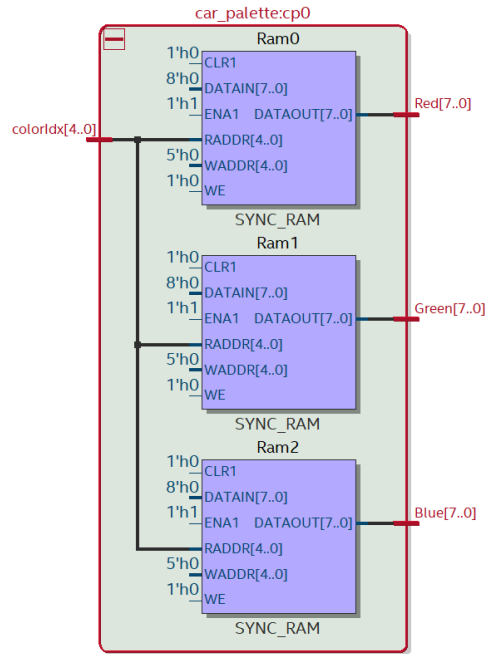 car_palette:cp0
Ram0
1'h0 CLR1
8'h0 DATAIN[7..0]
1'h1 ENA1 DATAOUT[7..0] Red[7..0]
colorIdx[4..0] RADDR[4..0]
5'h0 WADDR[4..0]
1'h0 WE
SYNC_RAM
Ram1
1'h0 CLR1
8'h0 DATAIN[7..0]
1'h1 ENA1 DATAOUT[7..0] Green[7..0]
RADDR[4..0]
5'h0 WADDR[4..0]
1'h0 WE
SYNC_RAM
Ram2
1'h0 CLR1
8'h0 DATAIN[7..0]
1'h1 ENA1 DATAOUT[7..0] Blue[7..0]
RADDR[4..0]
5'h0 WADDR[4..0]
1'h0 WE
SYNC_RAM